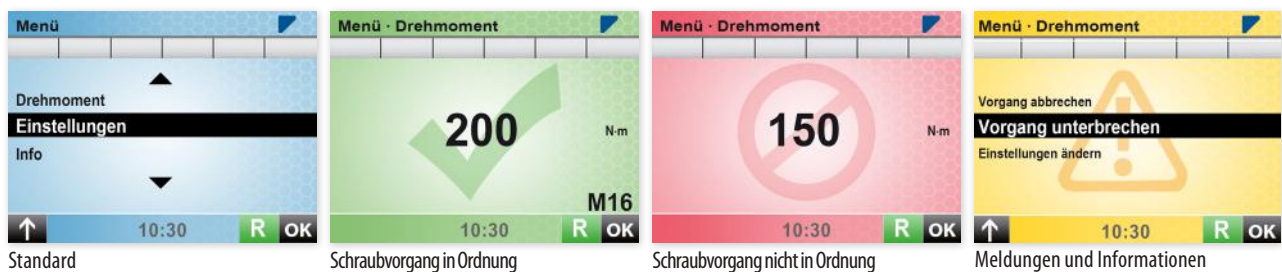 Menü
Drehmoment
Einstellungen
Info
10:30
R
OK
Standard
Menü · Drehmoment
200
N·m
M16
10:30
R
OK
Schraubvorgang in Ordnung
Menü · Drehmoment
150
N·m
10:30
R
OK
Schraubvorgang nicht in Ordnung
Menü · Drehmoment
Vorgang abbrechen
Vorgang unterbrechen
Einstellungen ändern
10:30
R
OK
Meldungen und Informationen